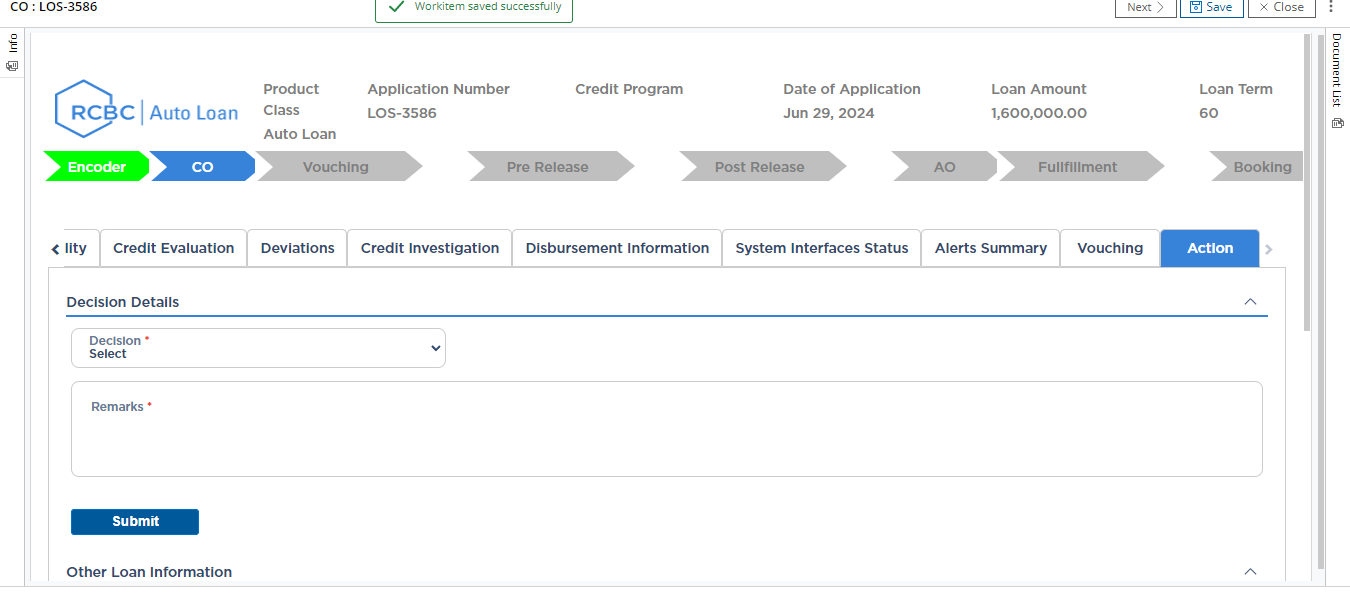 CO : LOS-3586
Workitem saved successfully
Next
Save
Close
Info
Document List
RCBC Auto Loan
Product Class
Auto Loan
Application Number
LOS-3586
Credit Program
Date of Application
Jun 29, 2024
Loan Amount
1,600,000.00
Loan Term
60
Encoder
CO
Vouching
Pre Release
Post Release
AO
Fullfillment
Booking
lity
Credit Evaluation
Deviations
Credit Investigation
Disbursement Information
System Interfaces Status
Alerts Summary
Vouching
Action
Decision Details
Decision *
Select
Remarks *
Submit
Other Loan Information